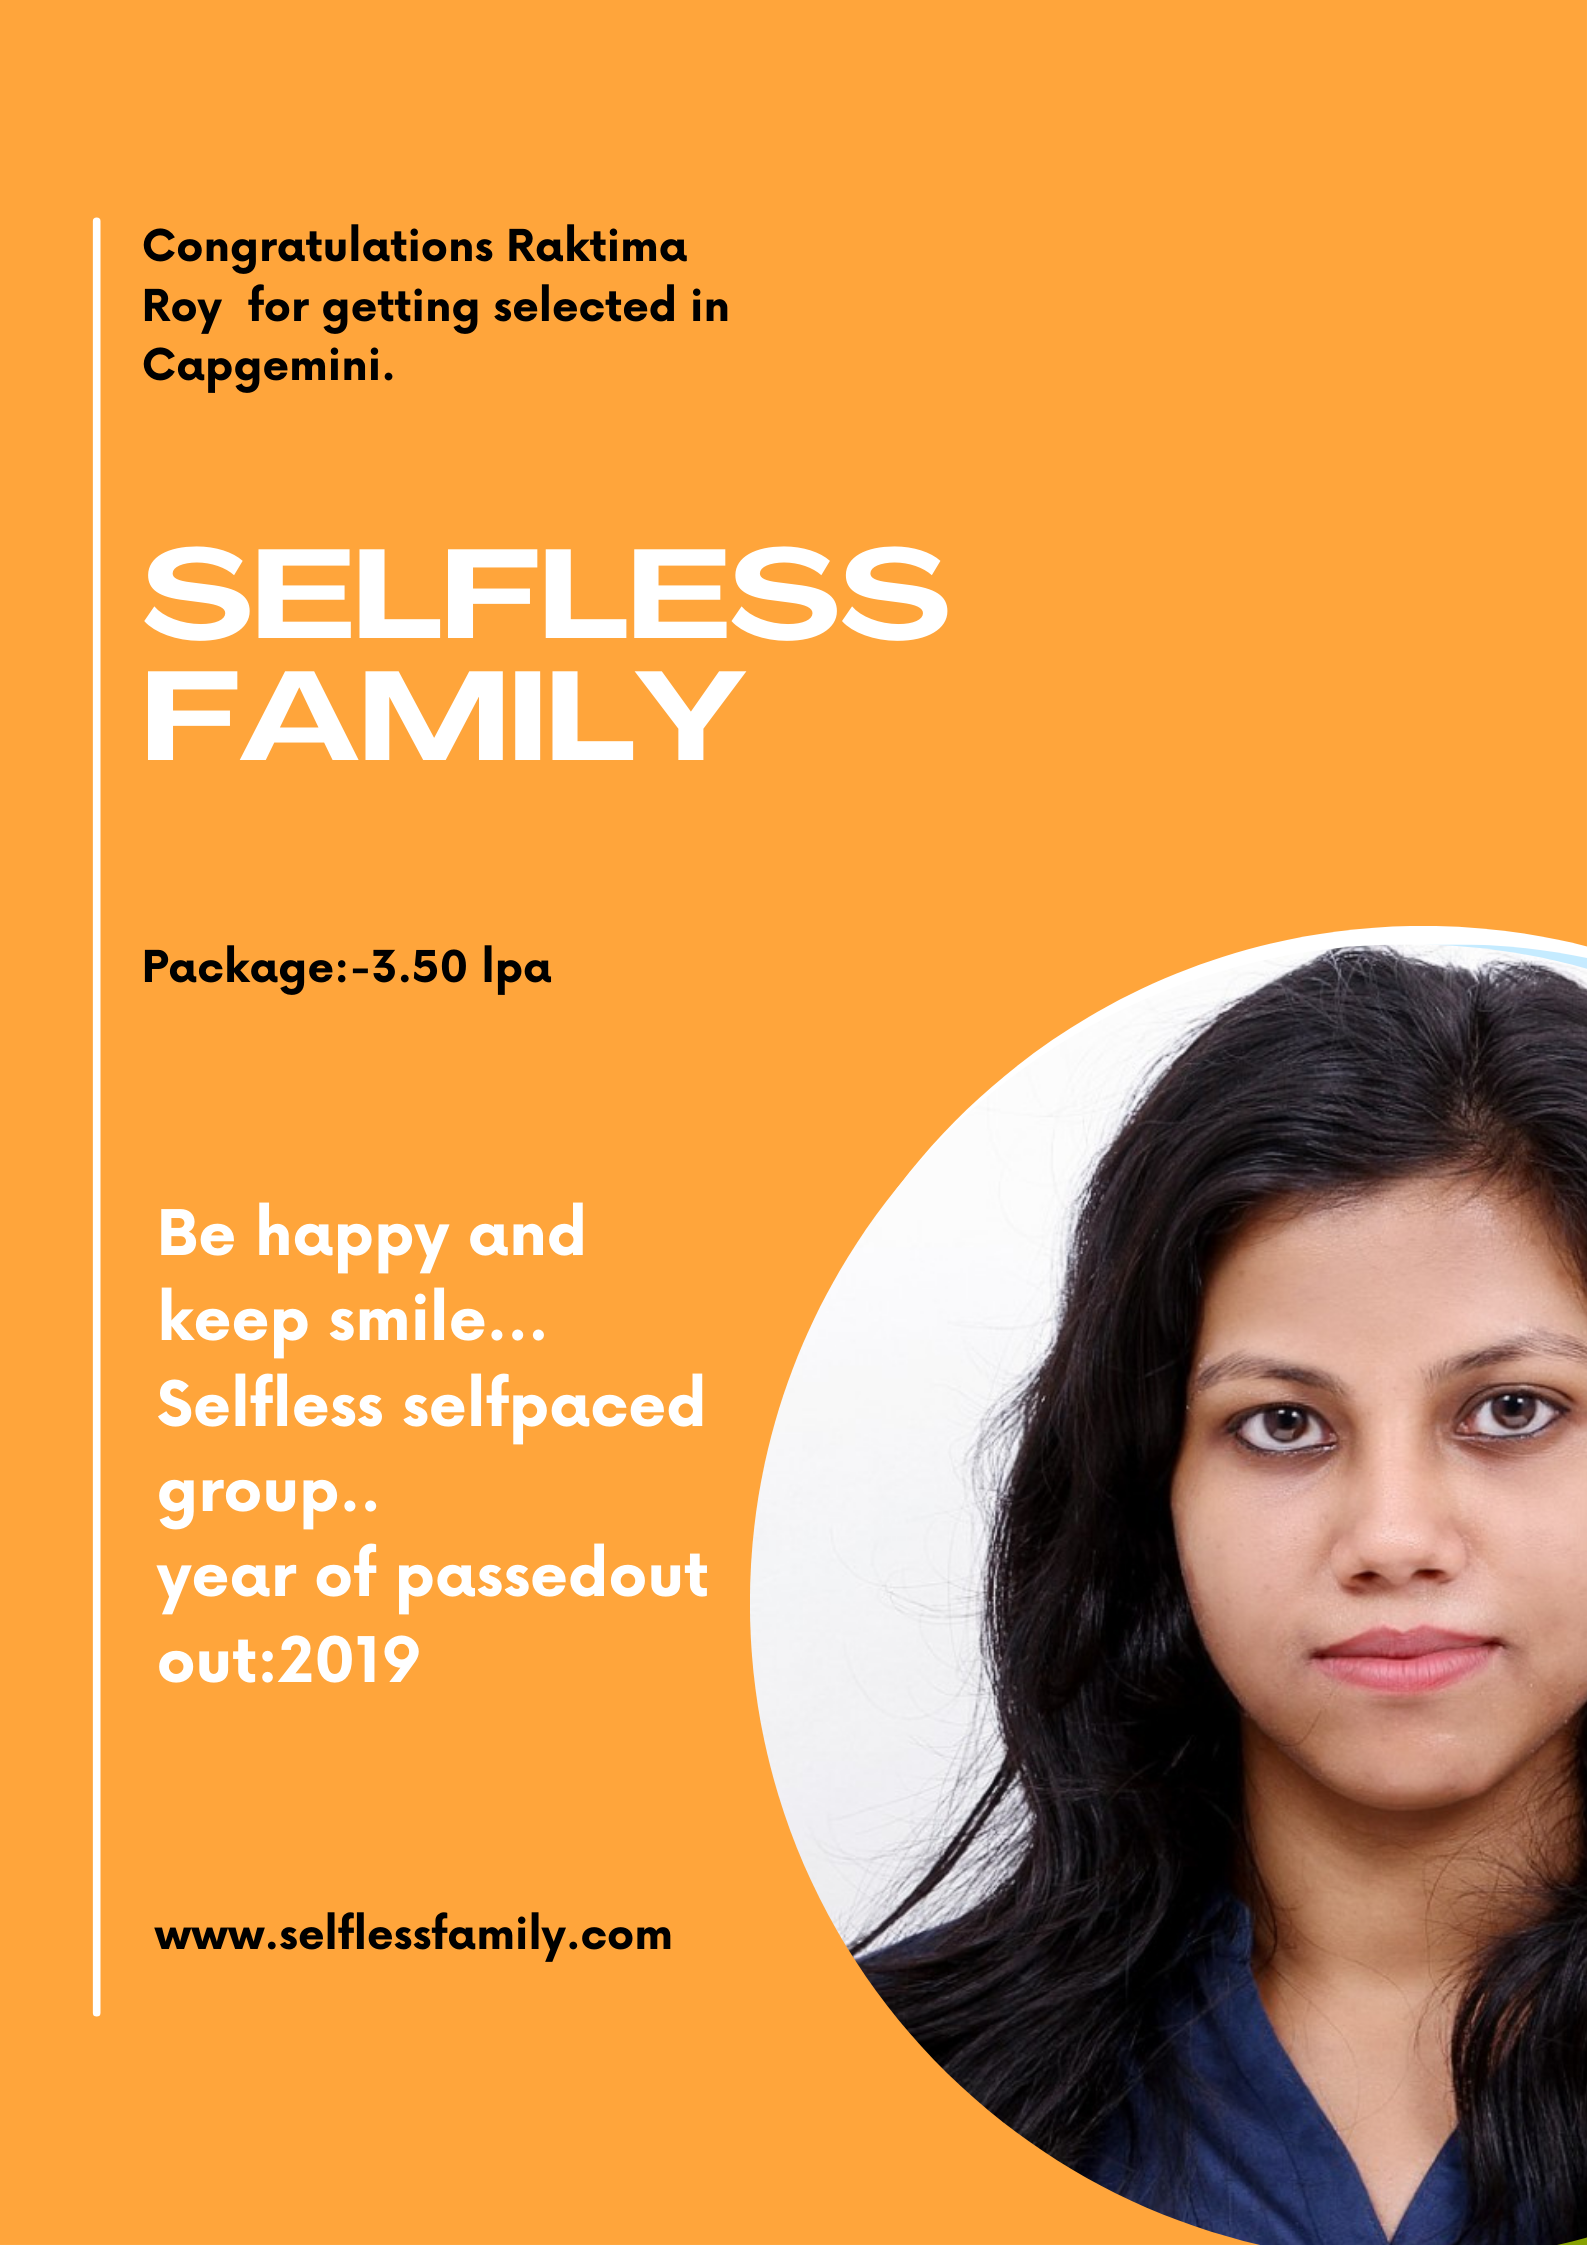 Congratulations Raktima
Roy  for getting selected in
Capgemini.
SELFLESS
FAMILY
Package:-3.50 lpa
Be happy and
keep smile...
Selfless selfpaced
group..
year of passedout
out:2019
www.selflessfamily.com